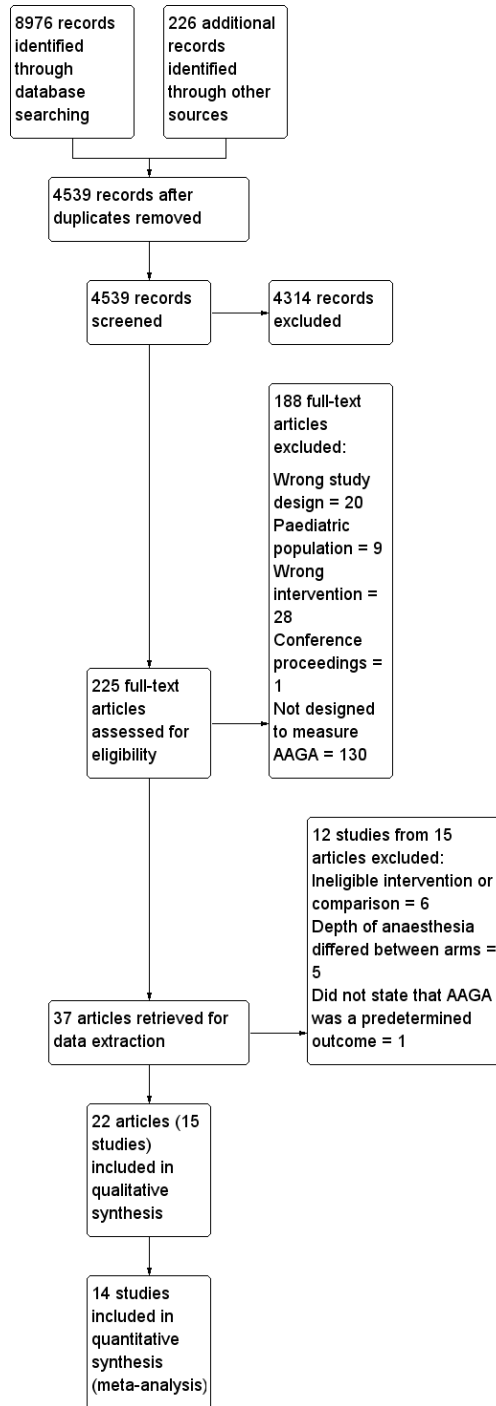 8976 records
identified
through
database
searching
226 additional
records
identified
through other
sources
4539 records after
duplicates removed
4539 records
screened
4314 records
excluded
188 full-text
articles
excluded:
Wrong study
design = 20
Paediatric
population = 9
Wrong
intervention =
28
Conference
proceedings =
1
Not designed
to measure
AAGA = 130
225 full-text
articles
assessed for
eligibility
12 studies from 15
articles excluded:
Ineligible intervention or
comparison = 6
Depth of anaesthesia
differed between arms =
5
Did not state that AAGA
was a predetermined
outcome = 1
37 articles retrieved for
data extraction
22 articles (15
studies)
included in
qualitative
synthesis
14 studies
included in
quantitative
synthesis
(meta-analysis)